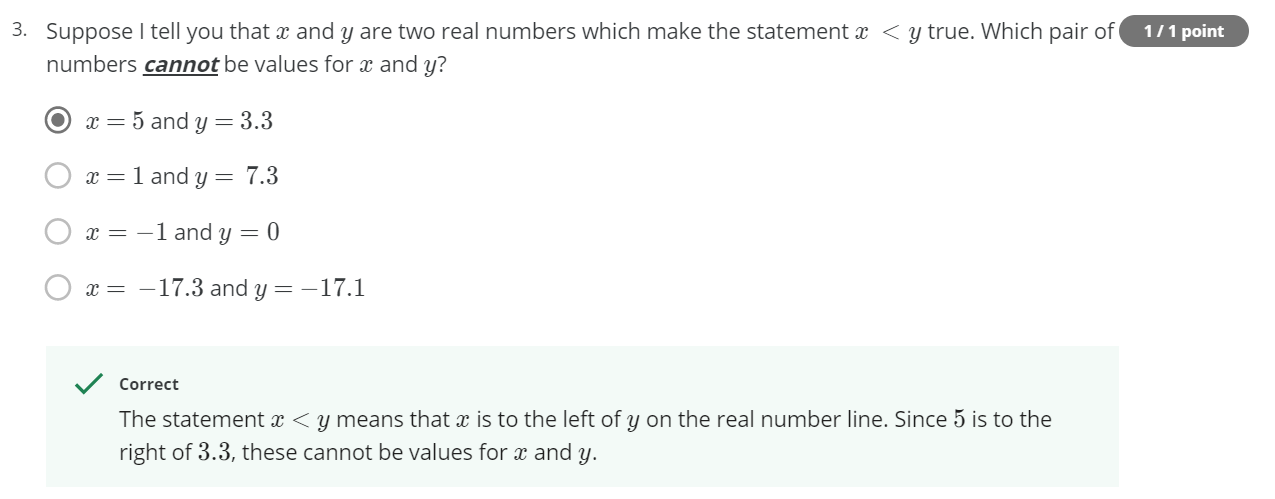 3. Suppose I tell you that x and y are two real numbers which make the statement x < y true. Which pair of 1 / 1 point
numbers cannot be values for x and y?
x = 5 and y = 3.3
x = 1 and y = 7.3
x = −1 and y = 0
x = −17.3 and y = −17.1
Correct
The statement x < y means that x is to the left of y on the real number line. Since 5 is to the
right of 3.3, these cannot be values for x and y.